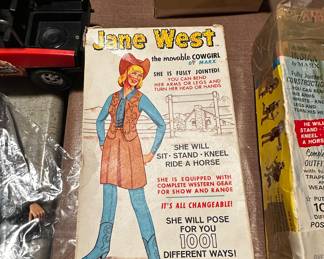 Jane West
the movable COWGIRL
BY MARX
SHE IS FULLY JOINTED!
YOU CAN BEND
HER ARMS OR LEGS AND
TURN HER HEAD OR HANDS
SHE WILL
SIT - STAND - KNEEL
RIDE A HORSE
SHE IS EQUIPPED WITH
COMPLETE WESTERN GEAR
FOR SHOW AND RANGE
IT'S ALL CHANGEABLE!
SHE WILL POSE
FOR YOU
1001
DIFFERENT WAYS!
HE WILL